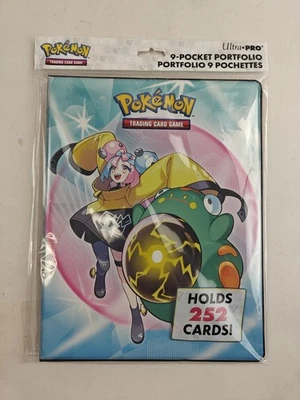 POKÉMON
TRADING CARD GAME
Ultra•PRO
9-POCKET PORTFOLIO
PORTFOLIO 9 POCHETTES
POKÉMON
TRADING CARD GAME
HOLDS
252
CARDS!